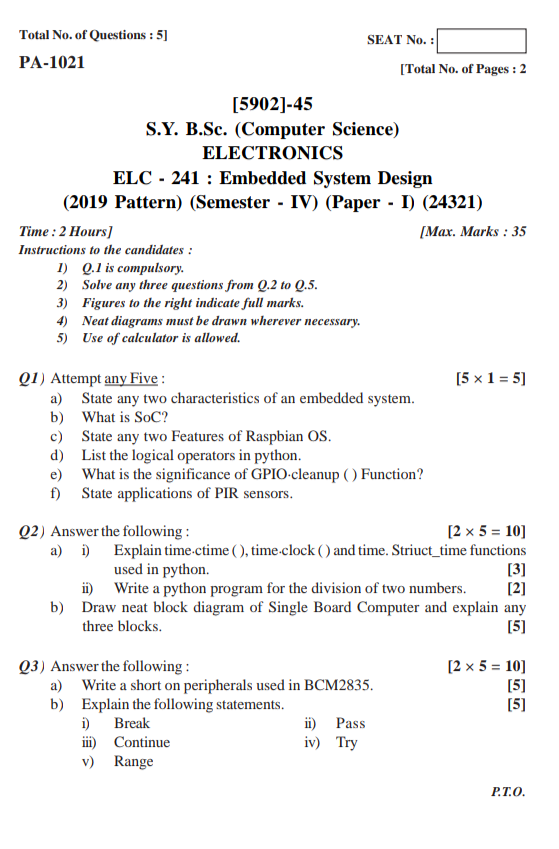 Total No. of Questions : 5]
SEAT No. :
PA-1021
[Total No. of Pages : 2
[5902]-45
S.Y. B.Sc. (Computer Science)
ELECTRONICS
ELC - 241 : Embedded System Design
(2019 Pattern) (Semester - IV) (Paper - I) (24321)
Time : 2 Hours] [Max. Marks : 35
Instructions to the candidates :
1) Q.1 is compulsory.
2) Solve any three questions from Q.2 to Q.5.
3) Figures to the right indicate full marks.
4) Neat diagrams must be drawn wherever necessary.
5) Use of calculator is allowed.
Q1) Attempt any Five : [5 × 1 = 5]
a) State any two characteristics of an embedded system.
b) What is SoC?
c) State any two Features of Raspbian OS.
d) List the logical operators in python.
e) What is the significance of GPIO·cleanup ( ) Function?
f) State applications of PIR sensors.
Q2) Answer the following : [2 × 5 = 10]
a) i) Explain time·ctime ( ), time·clock ( ) and time. Striuct_time functions
used in python. [3]
ii) Write a python program for the division of two numbers. [2]
b) Draw neat block diagram of Single Board Computer and explain any
three blocks. [5]
Q3) Answer the following : [2 × 5 = 10]
a) Write a short on peripherals used in BCM2835. [5]
b) Explain the following statements. [5]
i) Break ii) Pass
iii) Continue iv) Try
v) Range
P.T.O.